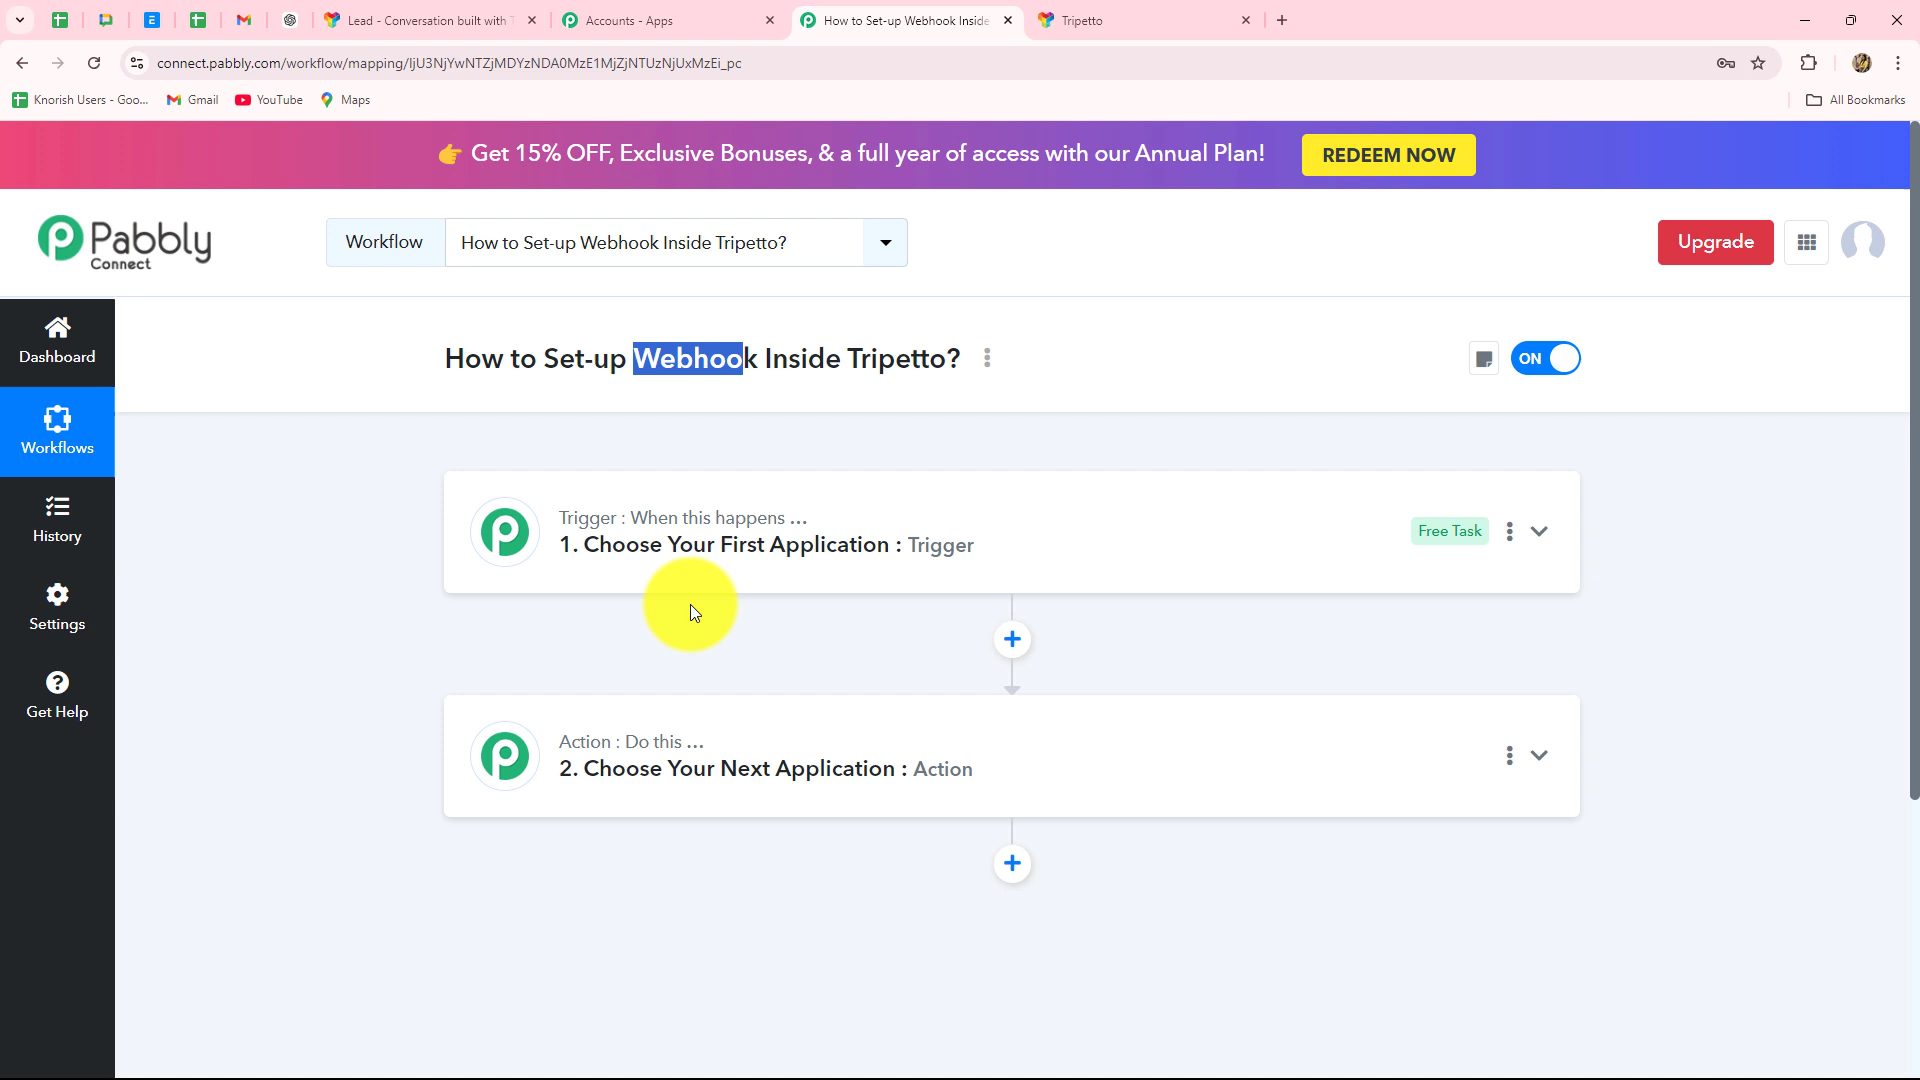 Lead - Conversation built with
Accounts - Apps
How to Set-up Webhook Inside
Tripetto
connect.pabbly.com/workflow/mapping/IjU3NjYwNTZjMDYzNDA0MzE1MjZjNTUzNjUxMzEi_pc
Knorish Users - Goo...
Gmail
YouTube
Maps
All Bookmarks
Get 15% OFF, Exclusive Bonuses, & a full year of access with our Annual Plan!
REDEEM NOW
Pabbly
Connect
Workflow
How to Set-up Webhook Inside Tripetto?
Upgrade
Dashboard
How to Set-up Webhook Inside Tripetto?
ON
Workflows
History
Settings
Get Help
Trigger : When this happens ...
1. Choose Your First Application : Trigger
Free Task
Action : Do this ...
2. Choose Your Next Application : Action